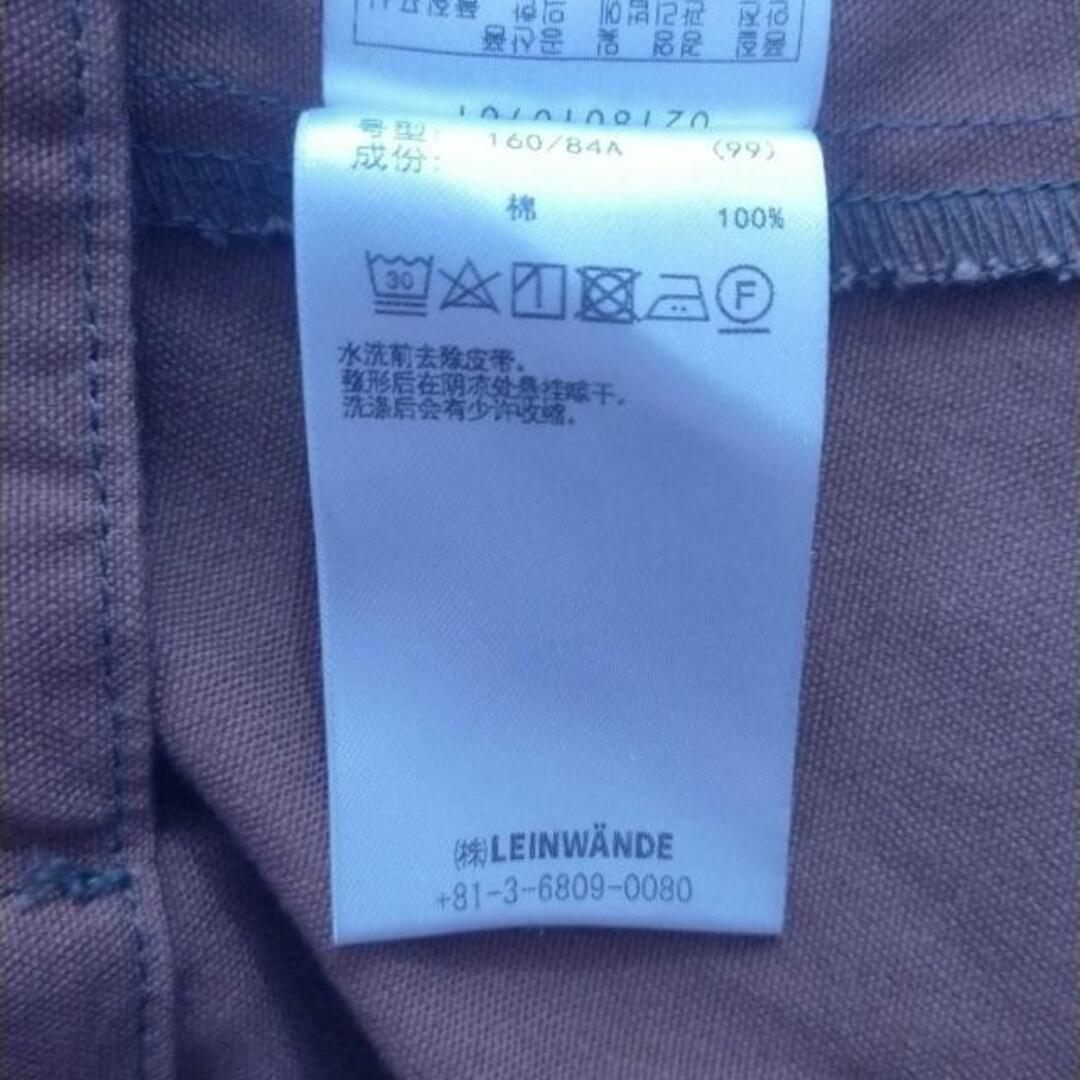 号型: 160/84A (99)
成份:
棉 100%
30
F
水洗前去除皮带。
整形后在阴凉处悬挂晾干。
洗涤后会有少许收缩。
(株)LEINWÄNDE
+81-3-6809-0080